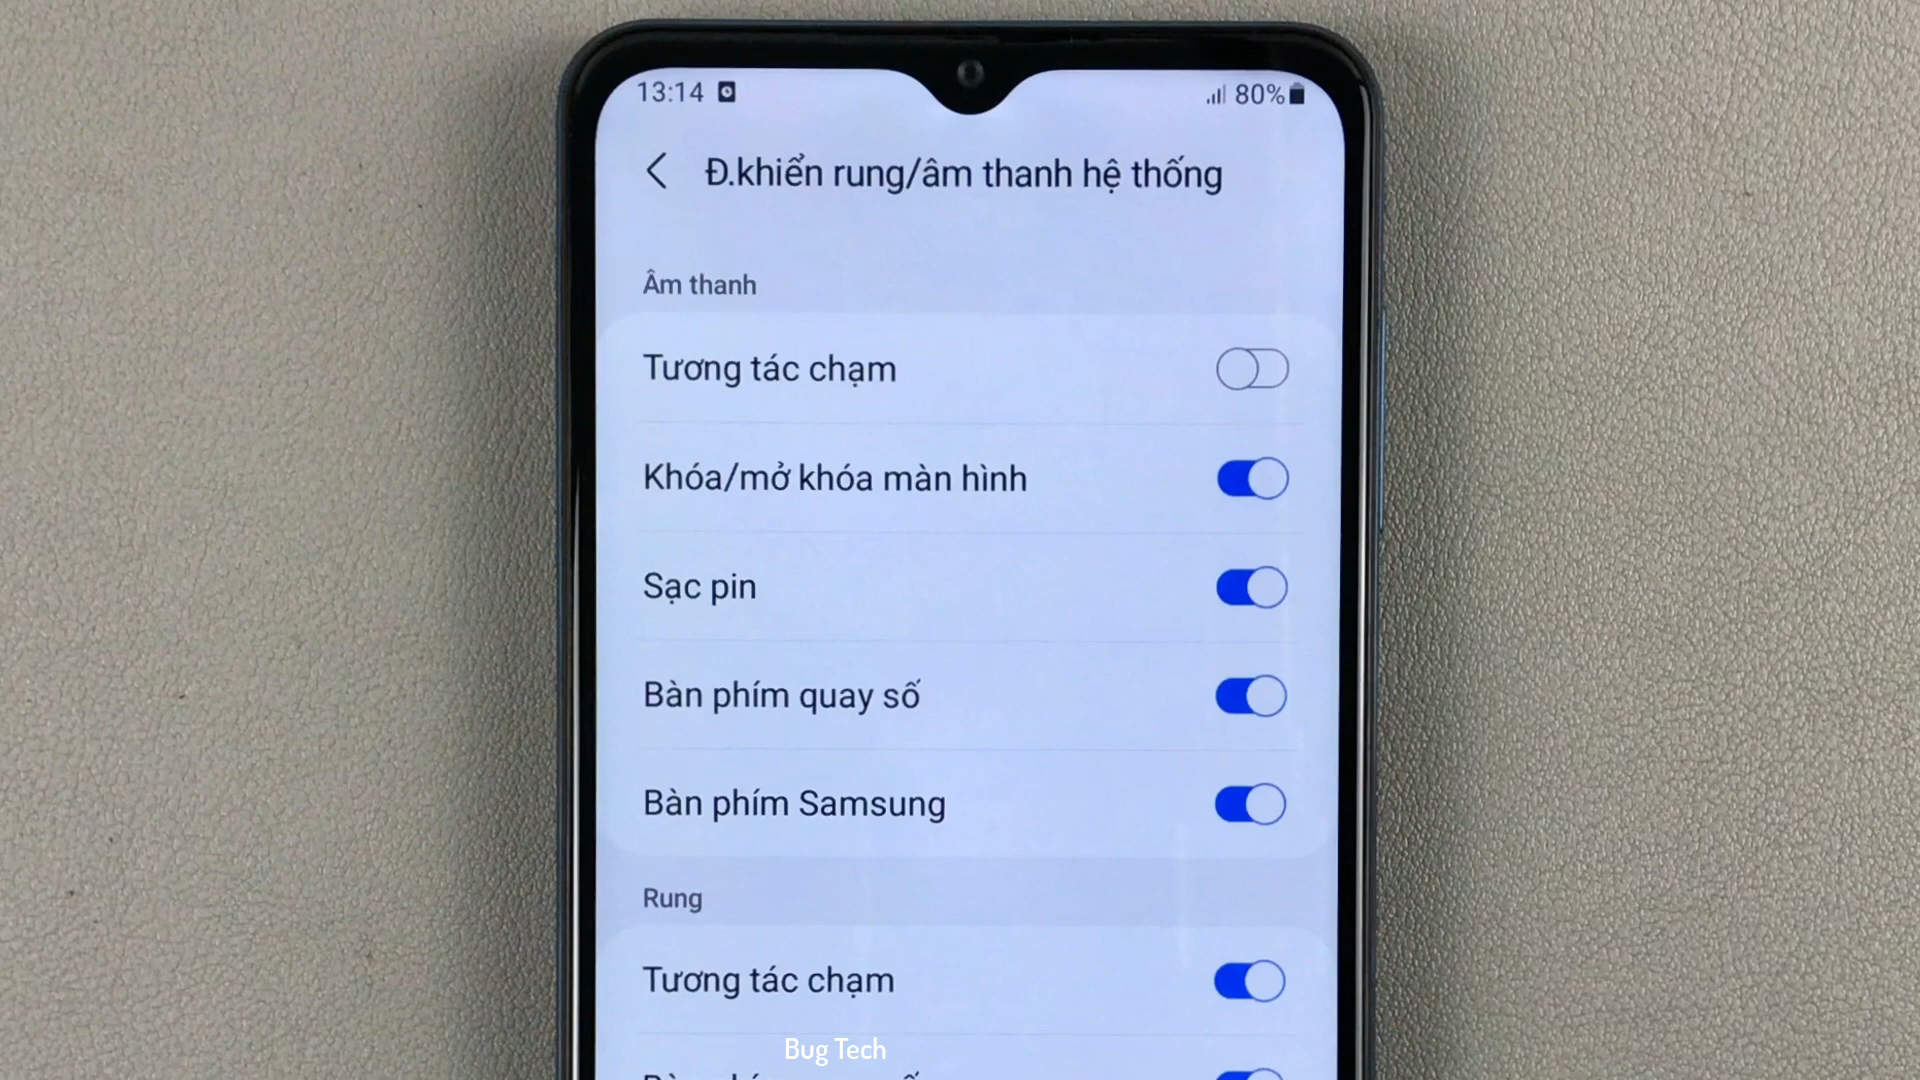 13:14
80%
Đ.khiển rung/âm thanh hệ thống
Âm thanh
Tương tác chạm
Khóa/mở khóa màn hình
Sạc pin
Bàn phím quay số
Bàn phím Samsung
Rung
Tương tác chạm
Bug Tech